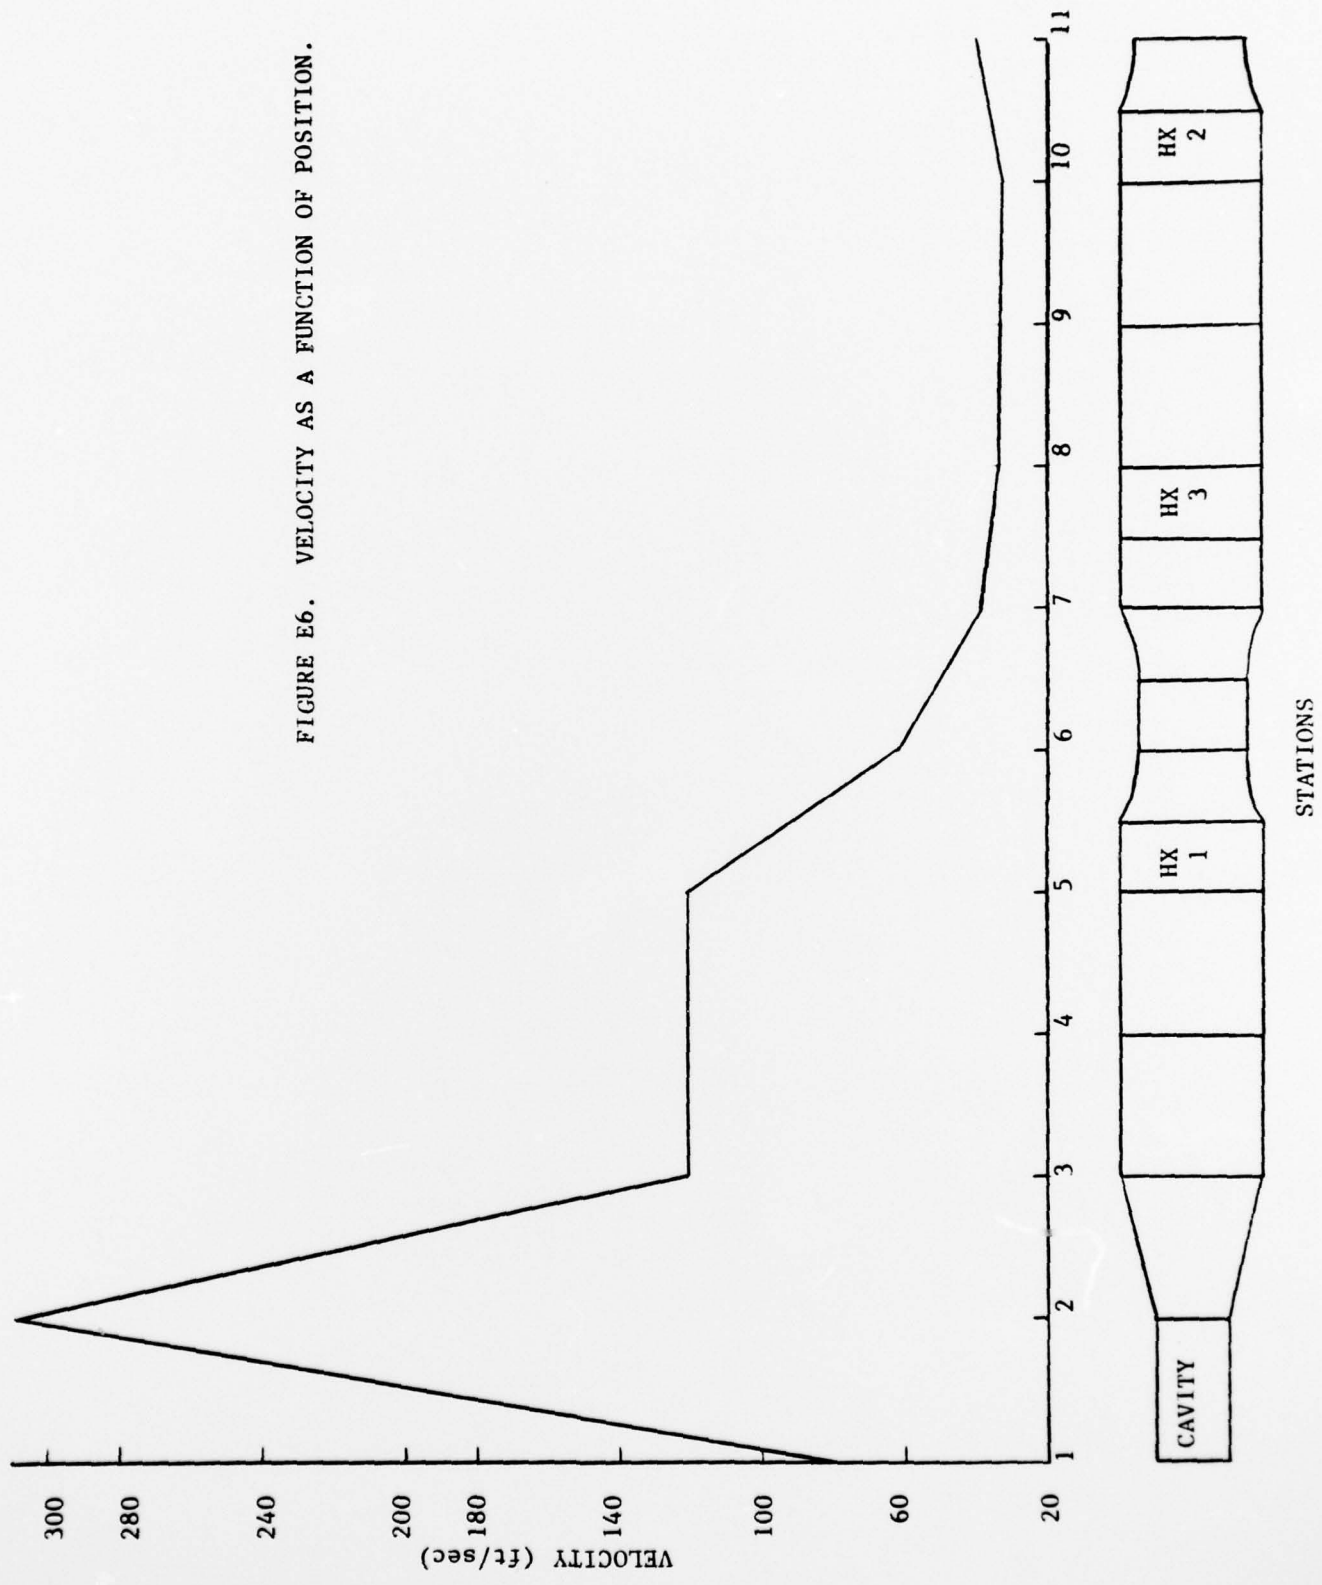 FIGURE E6. VELOCITY AS A FUNCTION OF POSITION.
VELOCITY (ft/sec)
300
280
240
200
180
140
100
60
20
1 2 3 4 5 6 7 8 9 10 11
CAVITY
HX
1
HX
3
HX
2
STATIONS